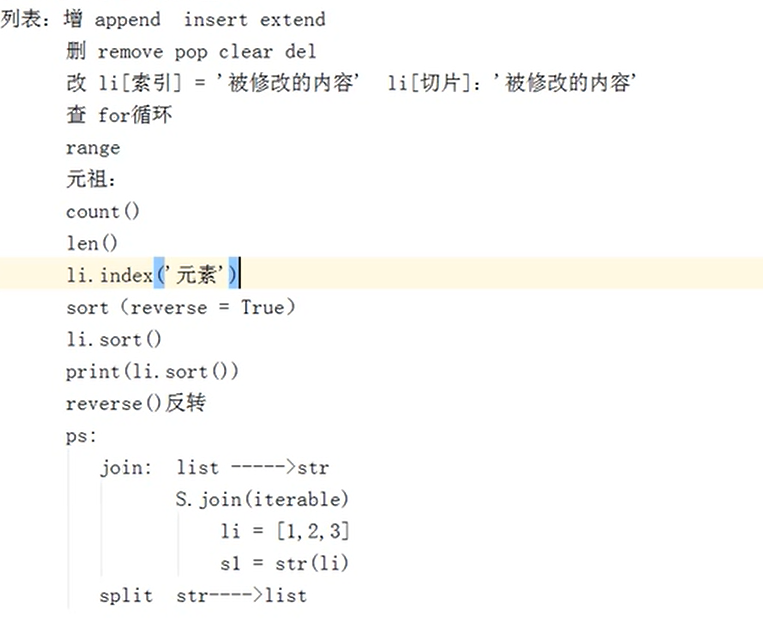 列表：增 append  insert extend
删 remove pop clear del
改 li[索引] = '被修改的内容'  li[切片]：'被修改的内容'
查 for循环
range
元祖：
count()
len()
li.index('元素')
sort（reverse = True）
li.sort()
print(li.sort())
reverse()反转
ps:
join:  list ----->str
S.join(iterable)
li = [1,2,3]
s1 = str(li)
split  str---->list